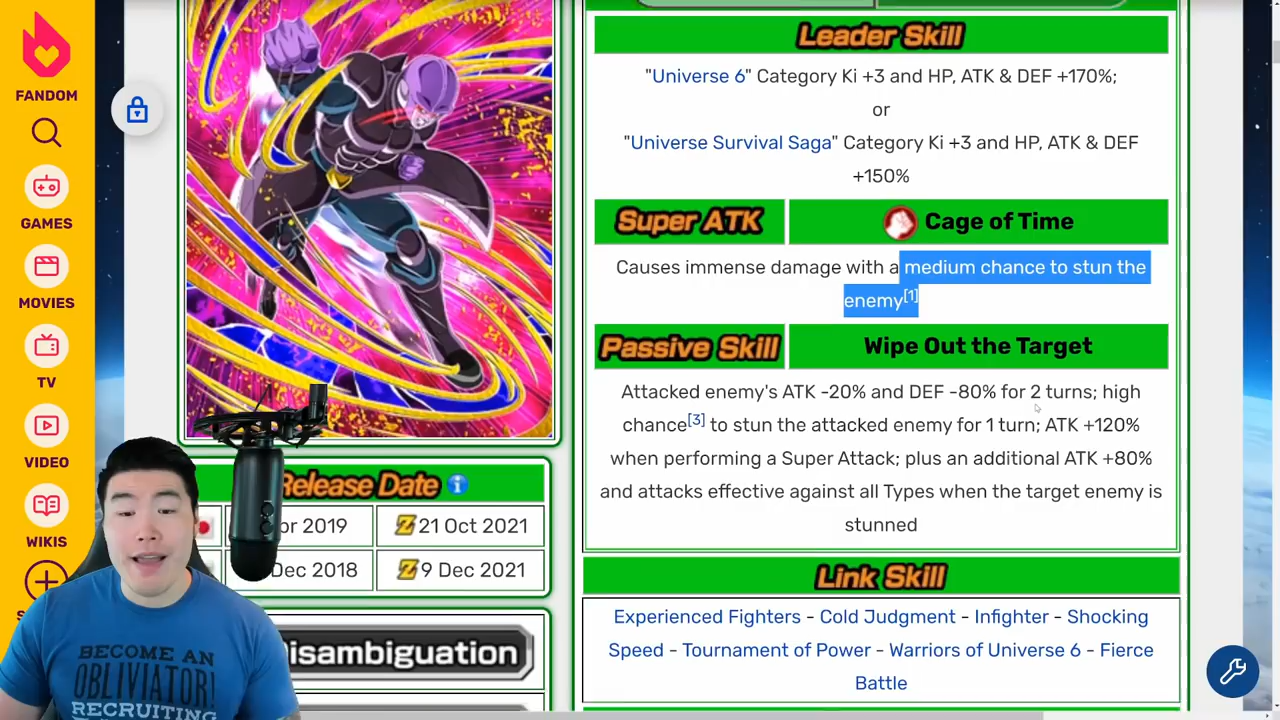 FANDOM
GAMES
MOVIES
TV
VIDEO
WIKIS
Leader Skill
"Universe 6" Category Ki +3 and HP, ATK & DEF +170%;
or
"Universe Survival Saga" Category Ki +3 and HP, ATK & DEF
+150%
Super ATK
Cage of Time
Causes immense damage with a medium chance to stun the
enemy[1]
Passive Skill
Wipe Out the Target
Attacked enemy's ATK -20% and DEF -80% for 2 turns; high
chance[3] to stun the attacked enemy for 1 turn; ATK +120%
when performing a Super Attack; plus an additional ATK +80%
and attacks effective against all Types when the target enemy is
stunned
Link Skill
Experienced Fighters - Cold Judgment - Infighter - Shocking
Speed - Tournament of Power - Warriors of Universe 6 - Fierce
Battle
Release Date
2019
Z 21 Oct 2021
Dec 2018
Z 9 Dec 2021
isambiguation
BECOME AN
OBLIVIATOR!
RECRUITING